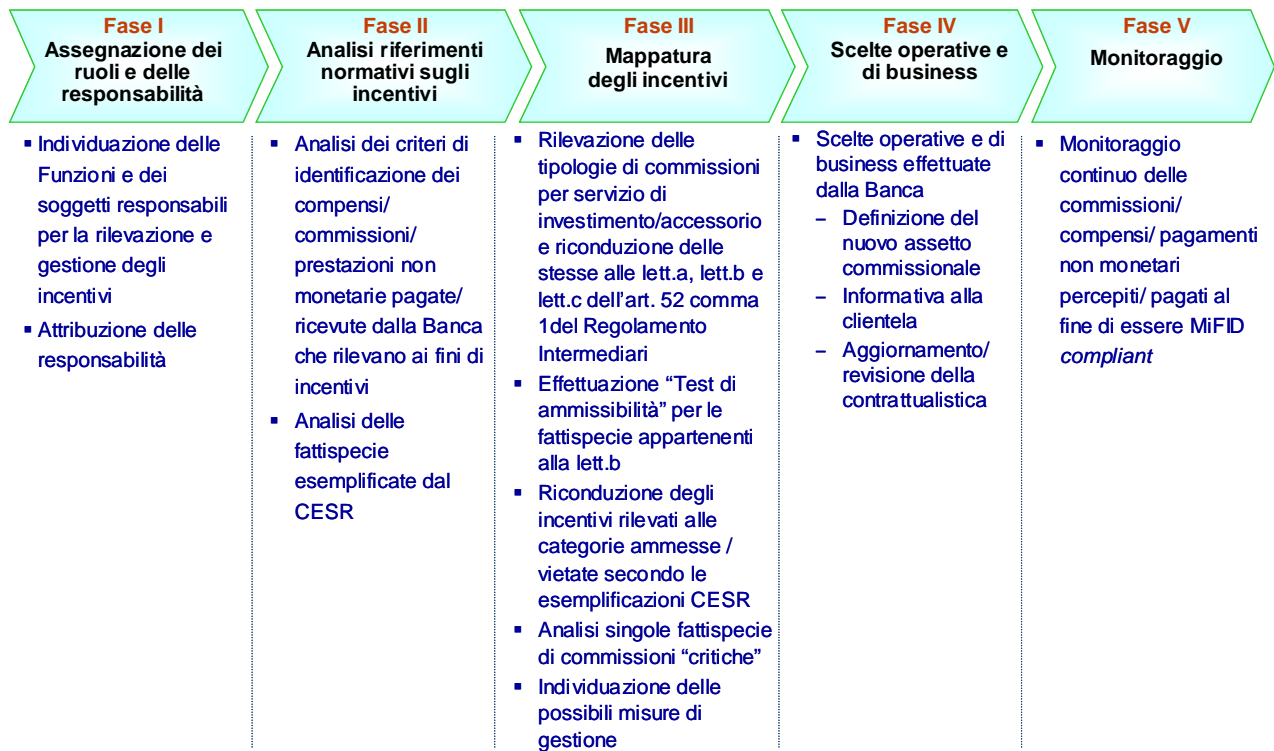 Fase I
Assegnazione dei
ruoli e delle
responsabilità
Fase II
Analisi riferimenti
normativi sugli
incentivi
Fase III
Mappatura
degli incentivi
Fase IV
Scelte operative e
di business
Fase V
Monitoraggio
▪ Individuazione delle
Funzioni e dei
soggetti responsabili
per la rilevazione e
gestione degli
incentivi
▪ Attribuzione delle
responsabilità
▪ Analisi dei criteri di
identificazione dei
compensi/
commissioni/
prestazioni non
monetarie pagate/
ricevute dalla Banca
che rilevano ai fini di
incentivi
▪ Analisi delle
fattispecie
esemplificate dal
CESR
▪ Rilevazione delle
tipologie di commissioni
per servizio di
investimento/accessorio
e riconduzione delle
stesse alle lett.a, lett.b e
lett.c dell'art. 52 comma
1del Regolamento
Intermediari
▪ Effettuazione “Test di
ammissibilità” per le
fattispecie appartenenti
alla lett.b
▪ Riconduzione degli
incentivi rilevati alle
categorie ammesse /
vietate secondo le
esemplificazioni CESR
▪ Analisi singole fattispecie
di commissioni “critiche”
▪ Individuazione delle
possibili misure di
gestione
▪ Scelte operative e di
business effettuate
dalla Banca
– Definizione del
nuovo assetto
commissionale
– Informativa alla
clientela
– Aggiornamento/
revisione della
contrattualistica
▪ Monitoraggio
continuo delle
commissioni/
compensi/ pagamenti
non monetari
percepiti/ pagati al
fine di essere MiFID
compliant